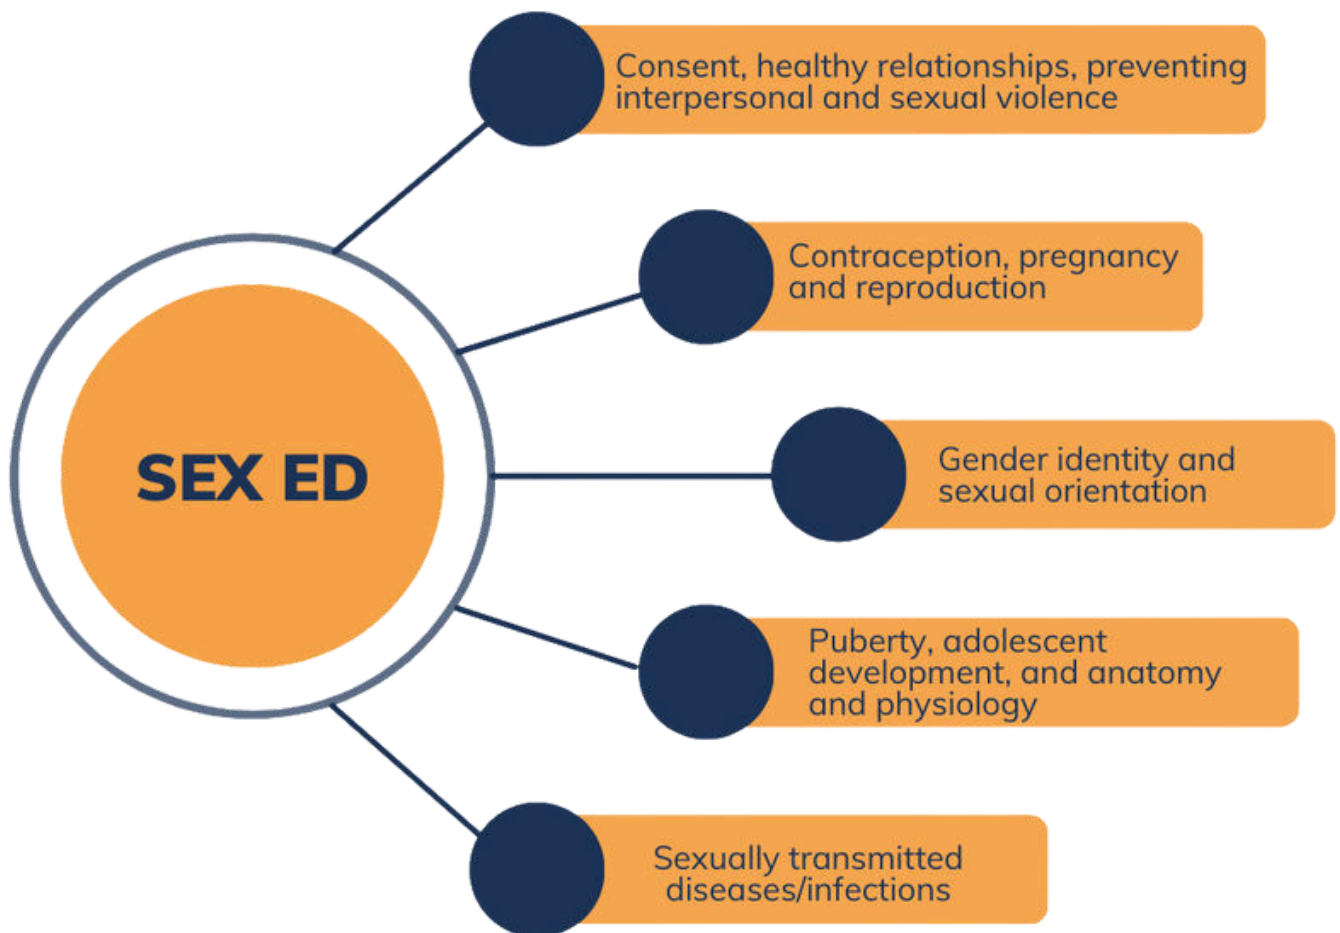 Consent, healthy relationships, preventing
interpersonal and sexual violence
Contraception, pregnancy
and reproduction
SEX ED
Gender identity and
sexual orientation
Puberty, adolescent
development, and anatomy
and physiology
Sexually transmitted
diseases/infections